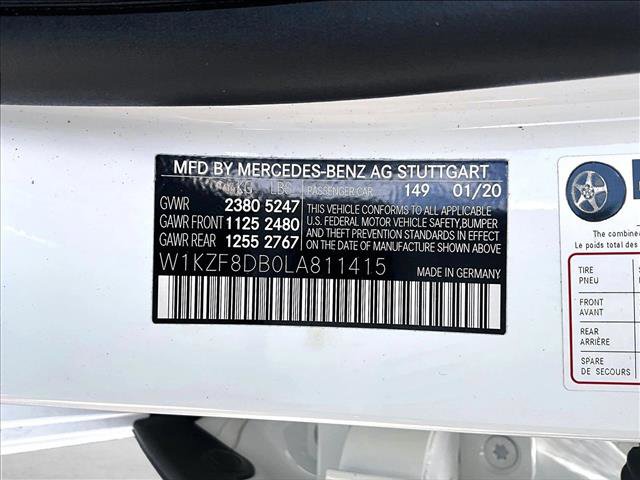 MFD BY MERCEDES-BENZ AG STUTTGART
KG LBS PASSENGER CAR 149 01/20
GVWR 2380 5247
GAWR FRONT 1125 2480
GAWR REAR 1255 2767
THIS VEHICLE CONFORMS TO ALL APPLICABLE
U.S. FEDERAL MOTOR VEHICLE SAFETY,BUMPER
AND THEFT PREVENTION STANDARDS IN EFFECT
ON THE DATE OF MANUFACTURE SHOWN ABOVE
W1KZF8DB0LA811415 MADE IN GERMANY
The combined
Le poids total des
TIRE
PNEU
FRONT
AVANT
REAR
ARRIÈRE
SPARE
DE SECOURS